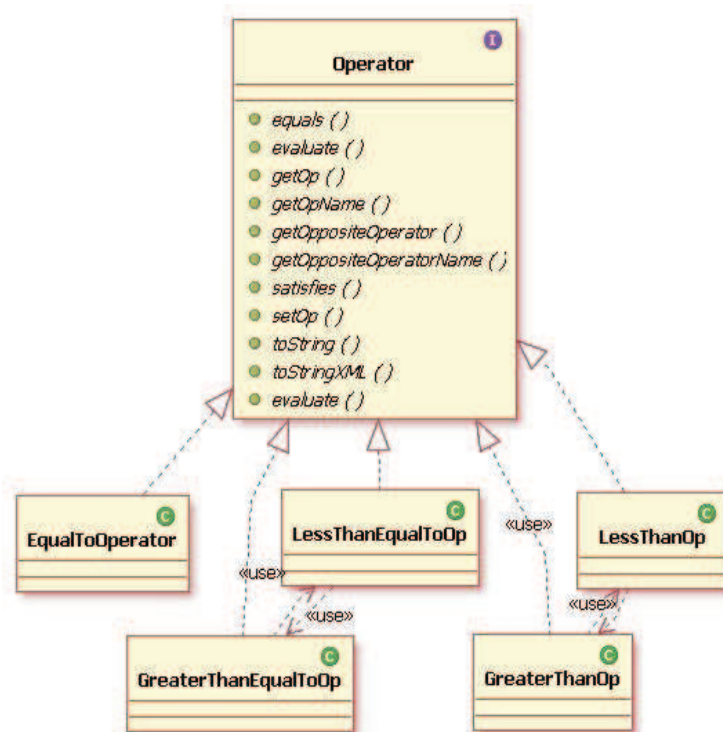 I
Operator
equals ( )
evaluate ( )
getOp ( )
getOpName ( )
getOppositeOperator ( )
getOppositeOperatorName ( )
satisfies ( )
setOp ( )
toString ( )
toStringXML ( )
evaluate ( )
C
EqualToOperator
C
LessThanEqualToOp
C
LessThanOp
«use»
«use»
«use»
«use»
C
GreaterThanEqualToOp
C
GreaterThanOp